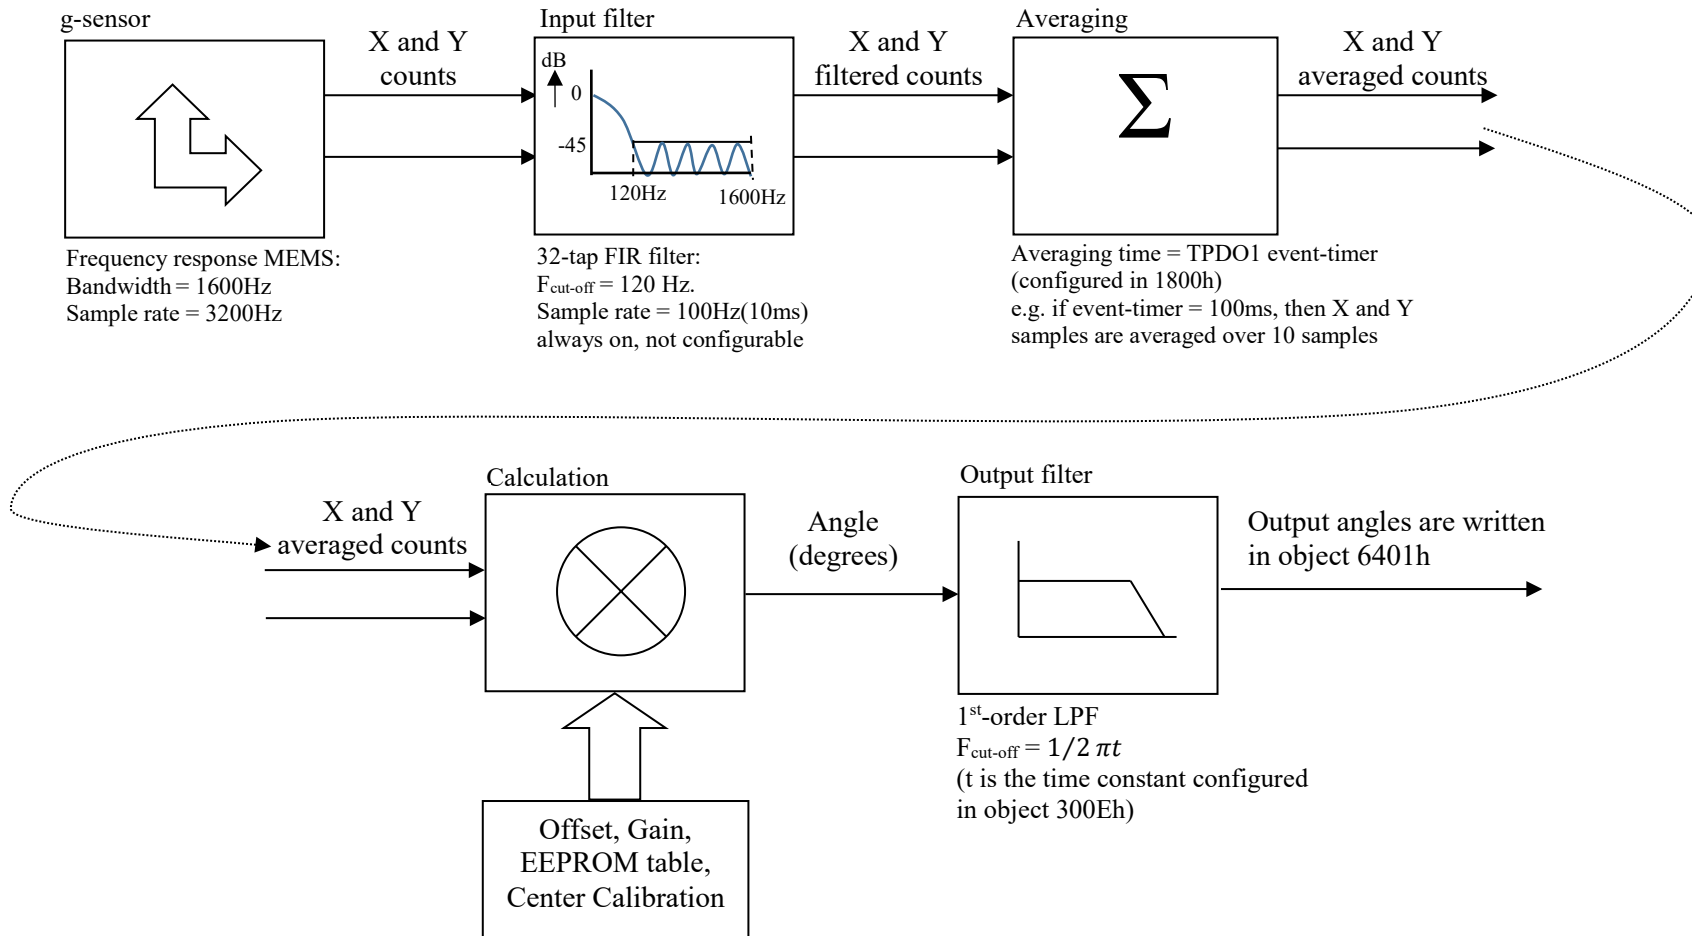 g-sensor
X and Y
counts
Frequency response MEMS:
Bandwidth = 1600Hz
Sample rate = 3200Hz
Input filter
dB
0
-45
120Hz
1600Hz
32-tap FIR filter:
Fcut-off = 120 Hz.
Sample rate = 100Hz(10ms)
always on, not configurable
X and Y
filtered counts
Averaging
Σ
Averaging time = TPDO1 event-timer
(configured in 1800h)
e.g. if event-timer = 100ms, then X and Y
samples are averaged over 10 samples
X and Y
averaged counts
X and Y
averaged counts
Calculation
Offset, Gain,
EEPROM table,
Center Calibration
Angle
(degrees)
Output filter
1st-order LPF
Fcut-off = 1/2 πt
(t is the time constant configured
in object 300Eh)
Output angles are written
in object 6401h